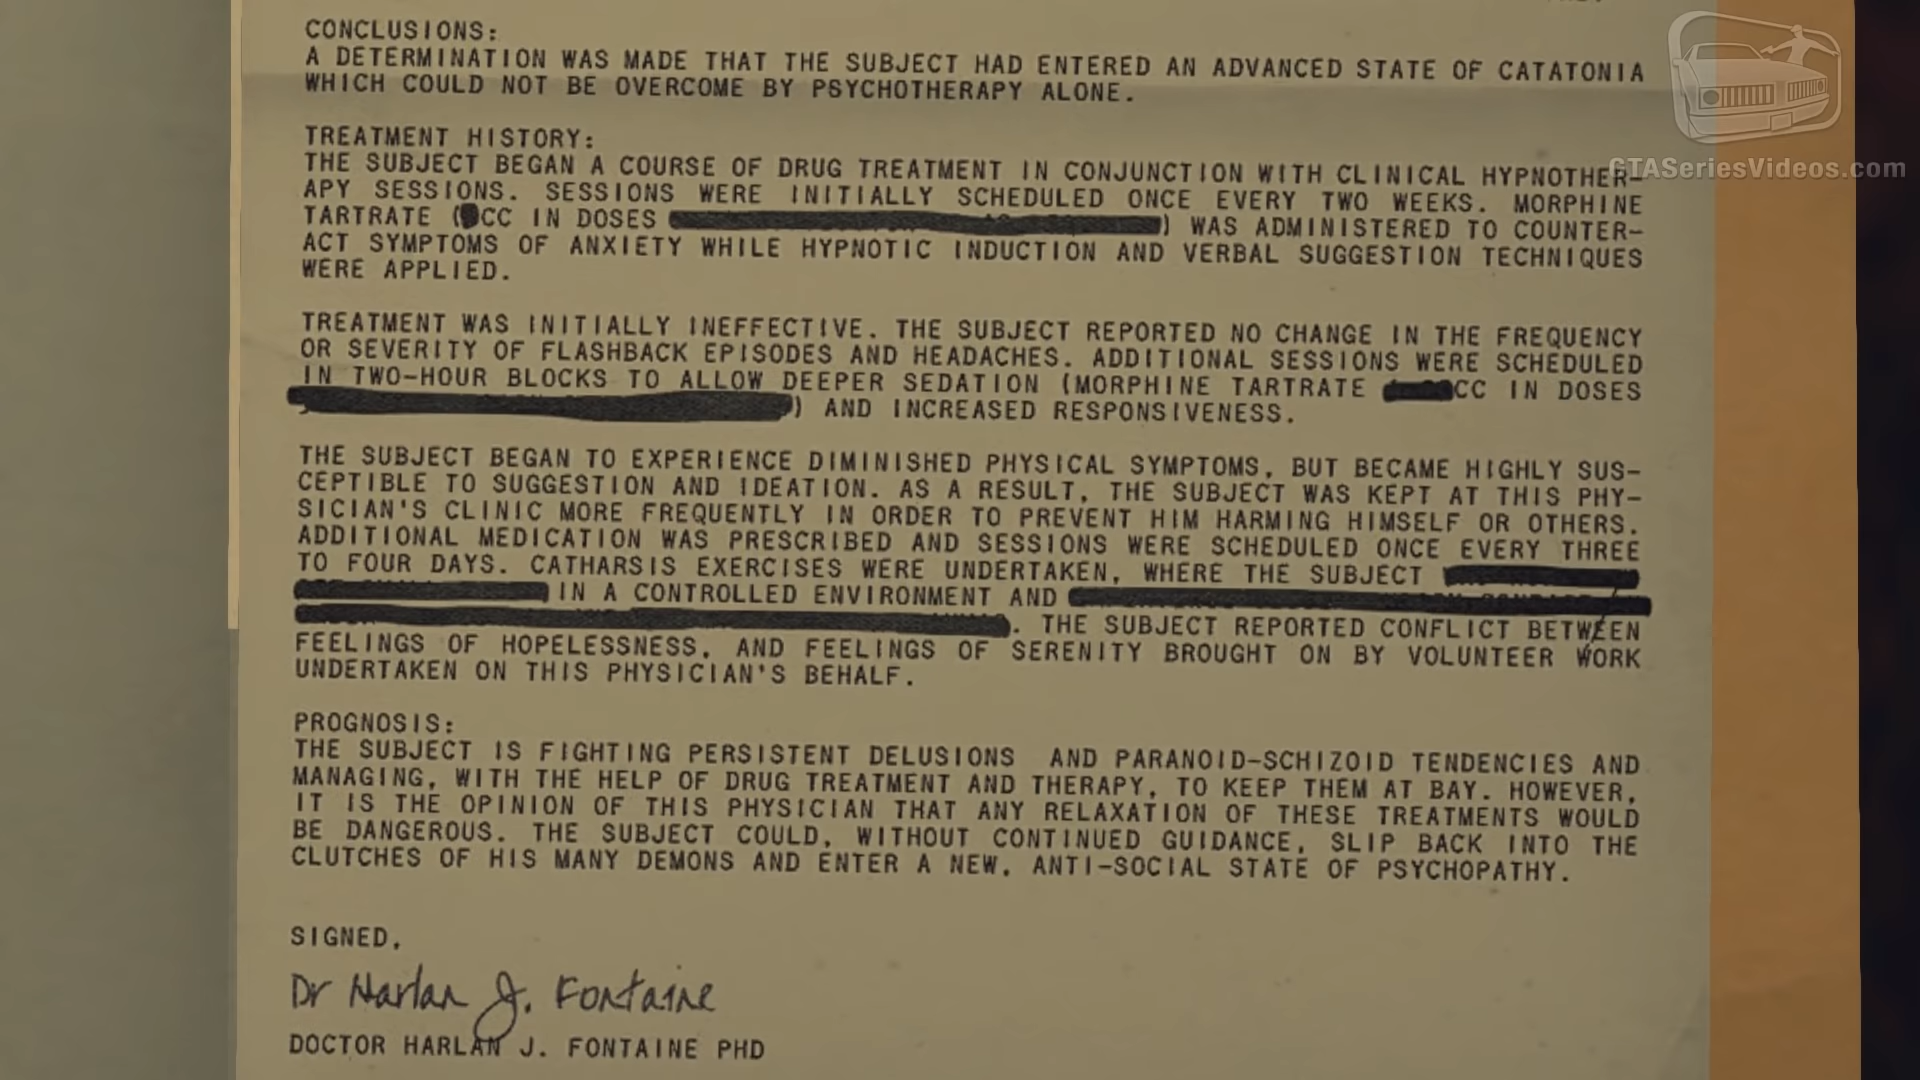 CONCLUSIONS:
A DETERMINATION WAS MADE THAT THE SUBJECT HAD ENTERED AN ADVANCED STATE OF CATATONIA
WHICH COULD NOT BE OVERCOME BY PSYCHOTHERAPY ALONE.
TREATMENT HISTORY:
THE SUBJECT BEGAN A COURSE OF DRUG TREATMENT IN CONJUNCTION WITH CLINICAL HYPNOTHER-
APY SESSIONS. SESSIONS WERE INITIALLY SCHEDULED ONCE EVERY TWO WEEKS. MORPHINE
TARTRATE ( CC IN DOSES ) WAS ADMINISTERED TO COUNTER-
ACT SYMPTOMS OF ANXIETY WHILE HYPNOTIC INDUCTION AND VERBAL SUGGESTION TECHNIQUES
WERE APPLIED.
TREATMENT WAS INITIALLY INEFFECTIVE. THE SUBJECT REPORTED NO CHANGE IN THE FREQUENCY
OR SEVERITY OF FLASHBACK EPISODES AND HEADACHES. ADDITIONAL SESSIONS WERE SCHEDULED
IN TWO-HOUR BLOCKS TO ALLOW DEEPER SEDATION (MORPHINE TARTRATE CC IN DOSES
) AND INCREASED RESPONSIVENESS.
THE SUBJECT BEGAN TO EXPERIENCE DIMINISHED PHYSICAL SYMPTOMS, BUT BECAME HIGHLY SUS-
CEPTIBLE TO SUGGESTION AND IDEATION. AS A RESULT, THE SUBJECT WAS KEPT AT THIS PHY-
SICIAN'S CLINIC MORE FREQUENTLY IN ORDER TO PREVENT HIM HARMING HIMSELF OR OTHERS.
ADDITIONAL MEDICATION WAS PRESCRIBED AND SESSIONS WERE SCHEDULED ONCE EVERY THREE
TO FOUR DAYS. CATHARSIS EXERCISES WERE UNDERTAKEN, WHERE THE SUBJECT
IN A CONTROLLED ENVIRONMENT AND
. THE SUBJECT REPORTED CONFLICT BETWEEN
FEELINGS OF HOPELESSNESS, AND FEELINGS OF SERENITY BROUGHT ON BY VOLUNTEER WORK
UNDERTAKEN ON THIS PHYSICIAN'S BEHALF.
PROGNOSIS:
THE SUBJECT IS FIGHTING PERSISTENT DELUSIONS AND PARANOID-SCHIZOID TENDENCIES AND
MANAGING, WITH THE HELP OF DRUG TREATMENT AND THERAPY, TO KEEP THEM AT BAY. HOWEVER,
IT IS THE OPINION OF THIS PHYSICIAN THAT ANY RELAXATION OF THESE TREATMENTS WOULD
BE DANGEROUS. THE SUBJECT COULD, WITHOUT CONTINUED GUIDANCE, SLIP BACK INTO THE
CLUTCHES OF HIS MANY DEMONS AND ENTER A NEW, ANTI-SOCIAL STATE OF PSYCHOPATHY.
SIGNED,
Dr Harlan J. Fontaine
DOCTOR HARLAN J. FONTAINE PHD
GTASeriesVideos.com